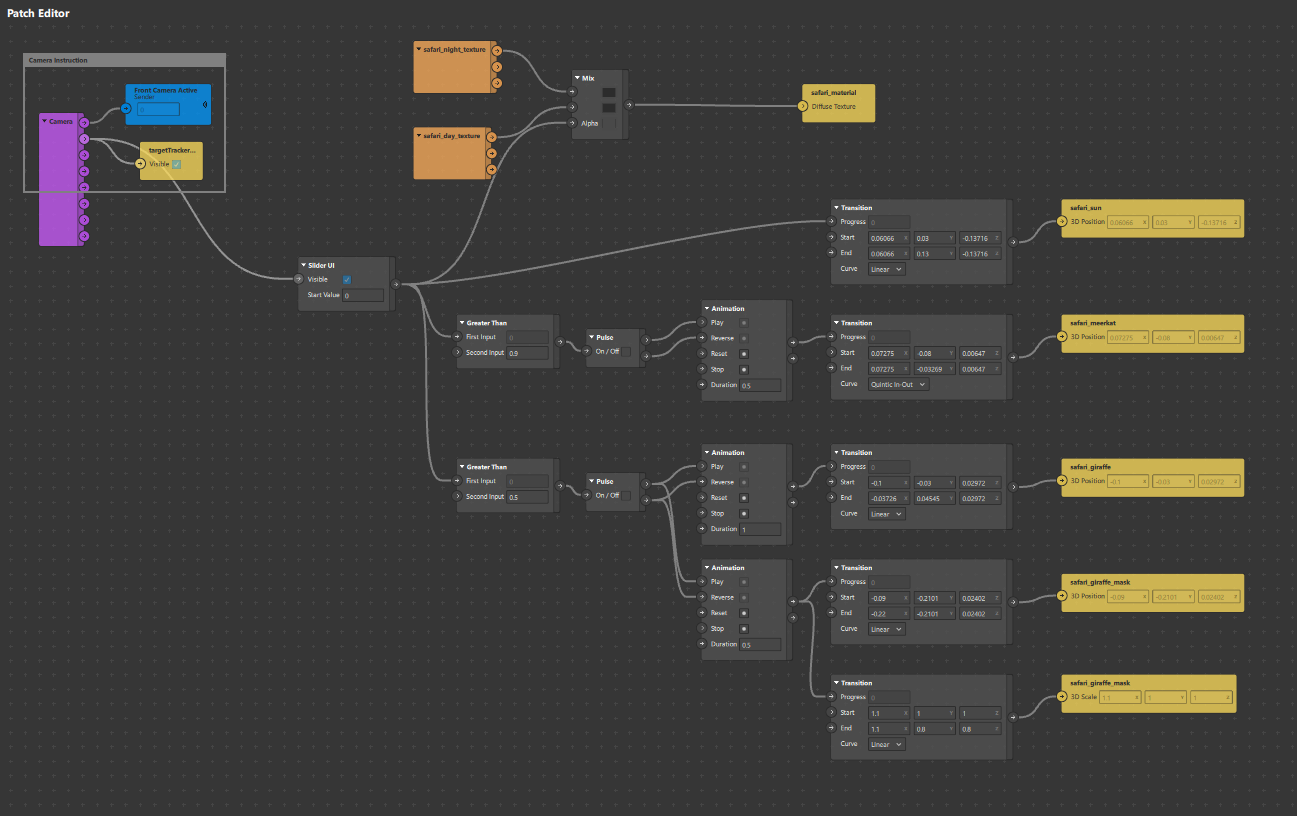 Patch Editor
Camera Instruction
Front Camera Active
Sender
0
Camera
targetTracker...
Visible
safari_night_texture
safari_day_texture
Mix
Alpha
safari_material
Diffuse Texture
Slider UI
Visible
Start Value 0
Transition
Progress 0
Start 0.06066 X 0.03 Y -0.13716 Z
End 0.06066 X 0.13 Y -0.13716 Z
Curve Linear
safari_sun
3D Position 0.06066 X 0.03 Y -0.13716 Z
Greater Than
First Input 0
Second Input 0.9
Pulse
On / Off
Animation
Play
Reverse
Reset
Stop
Duration 0.5
Transition
Progress 0
Start 0.07275 X -0.08 Y 0.00647 Z
End 0.07275 X -0.03269 Y 0.00647 Z
Curve Quintic In-Out
safari_meerkat
3D Position 0.07275 X -0.08 Y 0.00647 Z
Greater Than
First Input 0
Second Input 0.5
Pulse
On / Off
Animation
Play
Reverse
Reset
Stop
Duration 1
Transition
Progress 0
Start -0.1 X -0.03 Y 0.02972 Z
End -0.03726 X 0.04545 Y 0.02972 Z
Curve Linear
safari_giraffe
3D Position -0.1 X -0.03 Y 0.02972 Z
Animation
Play
Reverse
Reset
Stop
Duration 0.5
Transition
Progress 0
Start -0.09 X -0.2101 Y 0.02402 Z
End -0.22 X -0.2101 Y 0.02402 Z
Curve Linear
safari_giraffe_mask
3D Position -0.09 X -0.2101 Y 0.02402 Z
Transition
Progress 0
Start 1.1 X 1 Y 1 Z
End 1.1 X 0.8 Y 0.8 Z
Curve Linear
safari_giraffe_mask
3D Scale 1.1 X 1 Y 1 Z